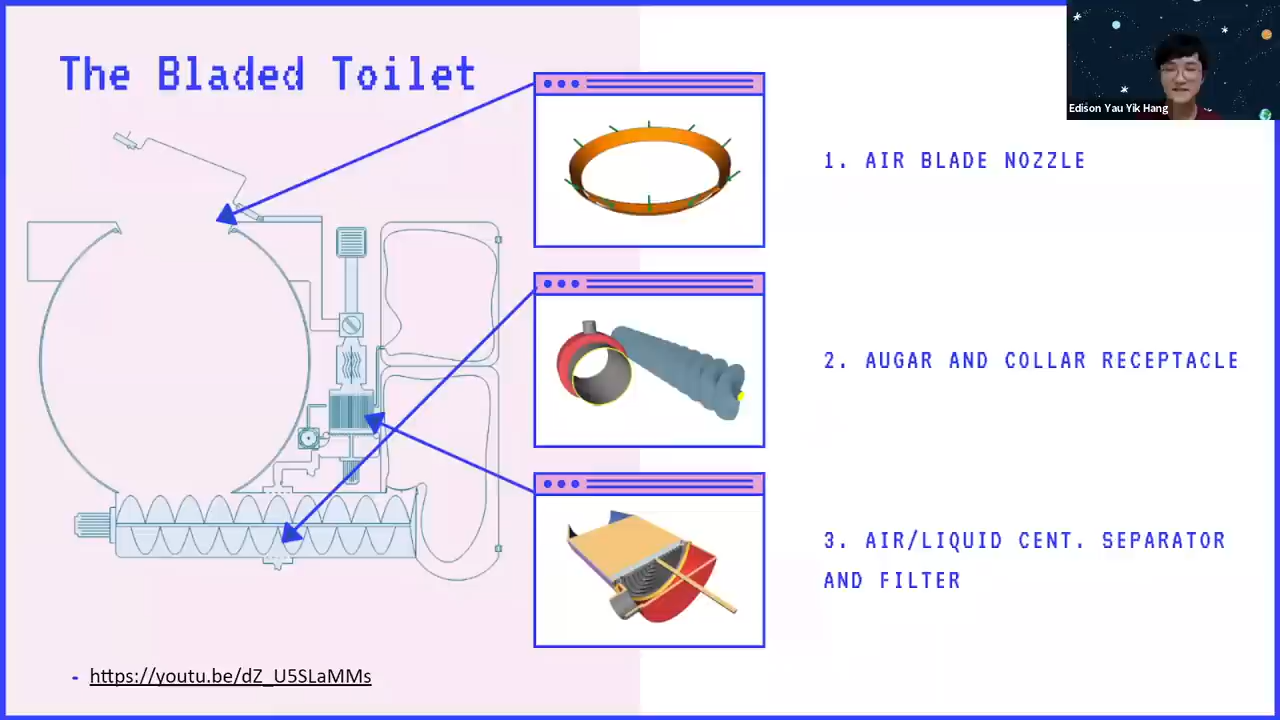 The Bladed Toilet
Edison Yau Yik Hang
1. AIR BLADE NOZZLE
2. AUGAR AND COLLAR RECEPTACLE
3. AIR/LIQUID CENT. SEPARATOR
AND FILTER
- https://youtu.be/dZ_U5SLaMMs